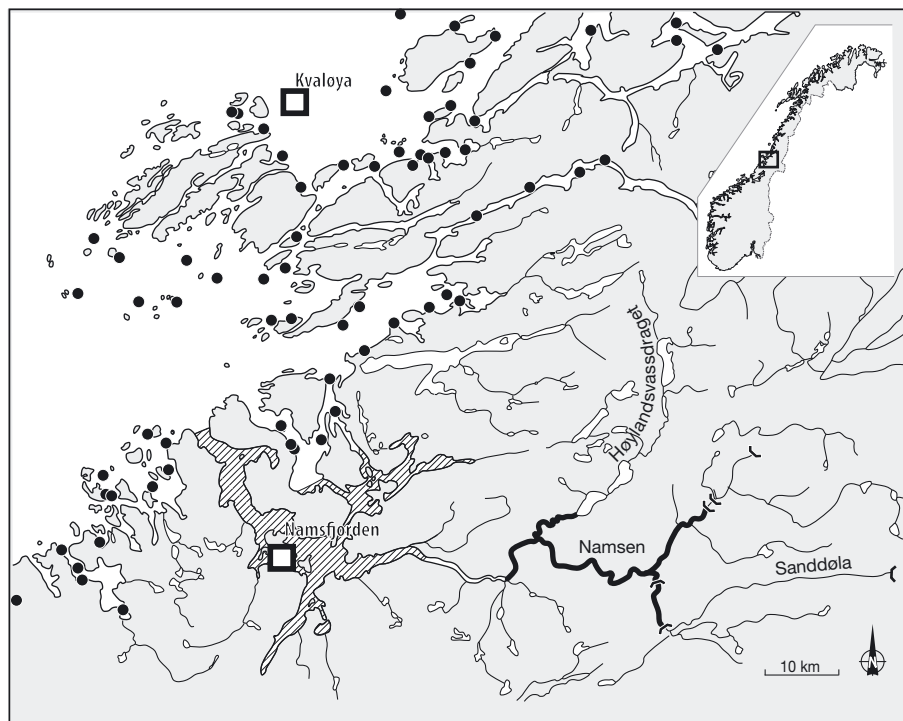 Kvaløya
Høylandsvassdraget
Namsfjorden
Namsen
Sanddøla
10 km
N